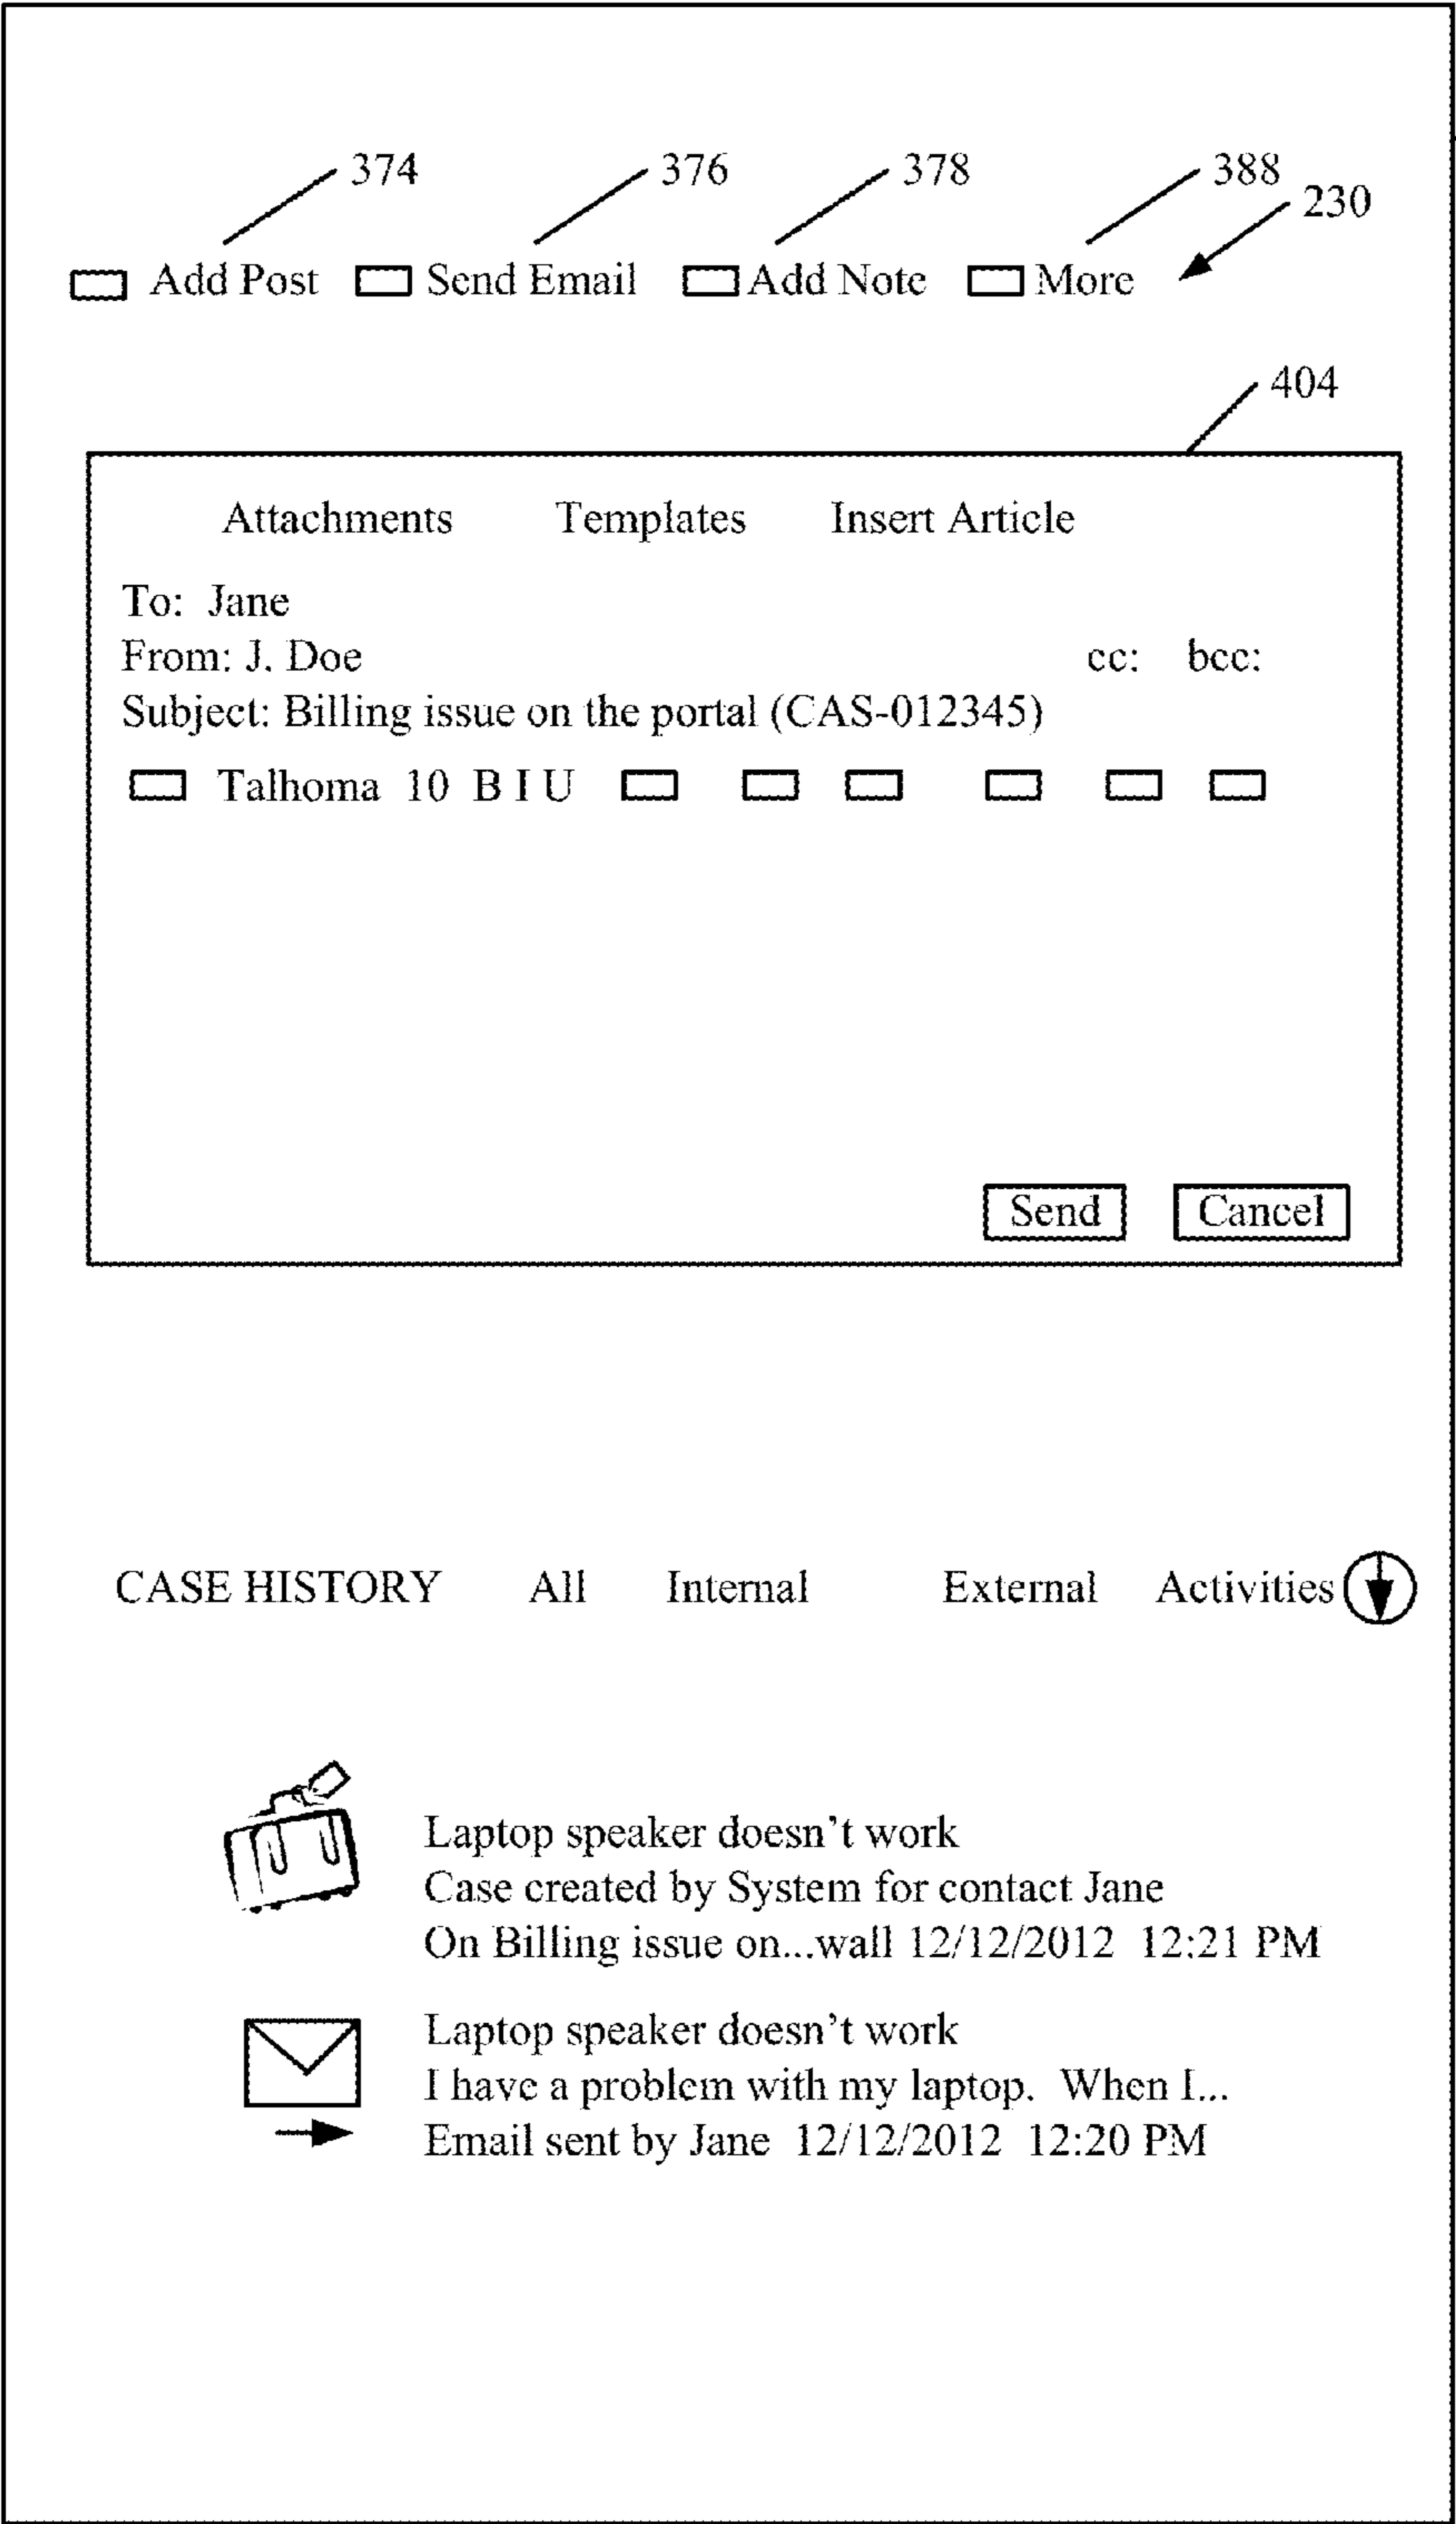 374 376 378 388
230
Add Post Send Email Add Note More
404
Attachments Templates Insert Article
To: Jane
From: J. Doe cc: bcc:
Subject: Billing issue on the portal (CAS-012345)
Talhoma 10 B I U
Send Cancel
CASE HISTORY All Internal External Activities
Laptop speaker doesn't work
Case created by System for contact Jane
On Billing issue on...wall 12/12/2012 12:21 PM
Laptop speaker doesn't work
I have a problem with my laptop. When I...
Email sent by Jane 12/12/2012 12:20 PM